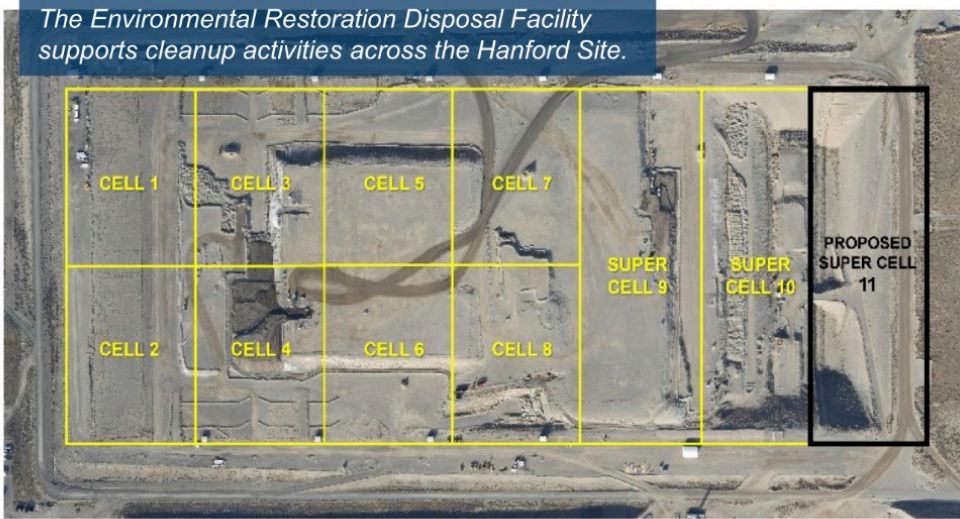 The Environmental Restoration Disposal Facility
supports cleanup activities across the Hanford Site.
CELL 1
CELL 3
CELL 5
CELL 7
SUPER
CELL 9
SUPER
CELL 10
PROPOSED
SUPER CELL
11
CELL 2
CELL 4
CELL 6
CELL 8